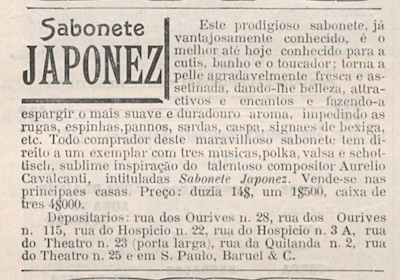 Sabonete
JAPONEZ
Este prodigioso sabonete, já
vantajosamente conhecido, é o
melhor até hoje conhecido para a
cutis, banho e o toucador; torna a
pelle agradavelmente fresca e as-
setinada, dando-lhe belleza, attra-
ctivos e encantos e fazendo-a
espargir o mais suave e duradouro aroma, impedindo as
rugas, espinhas,pannos, sardas, caspa, signaes de bexiga,
etc. Todo comprador deste maravilhoso sabonete tem di-
reito a um exemplar com tres musicas,polka, valsa e schot-
tisch, sublime inspiração do talentoso compositor Aurelio
Cavalcanti, intituladas Sabonete Japonez. Vende-se nas
principaes casas. Preço: duzia 14$, um 1$500, caixa de
tres 4$000.
Depositarios: rua dos Ourives n. 28, rua dos Ourives
n. 115, rua do Hospicio n. 22, rua do Hospicio n. 3 A, rua
do Theatro n. 23 (porta larga), rua da Quilanda n. 2, rua
do Theatro n. 25 e em S. Paulo, Baruel & C.